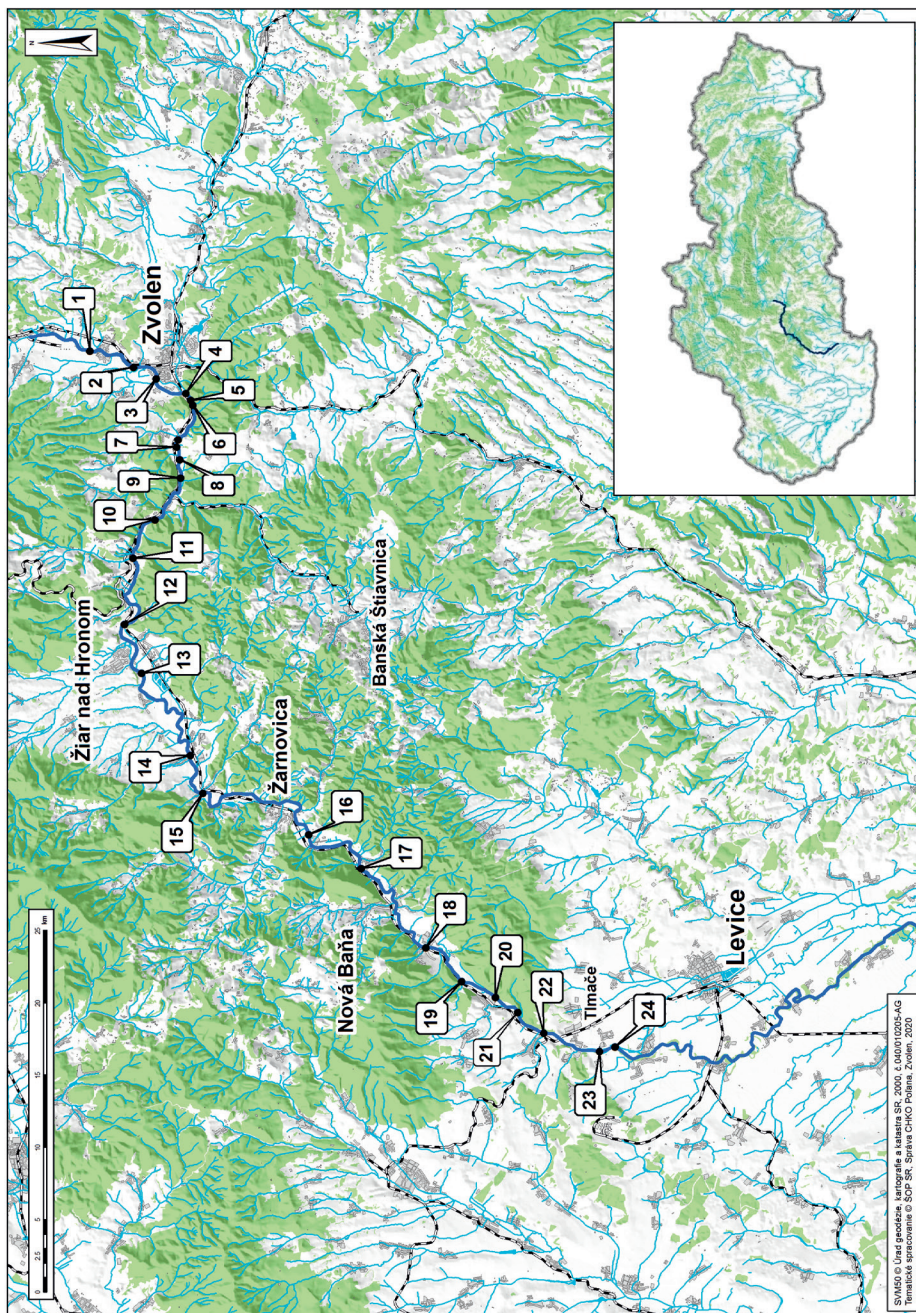 N
Zvolen
Žiar nad Hronom
Banská Štiavnica
Žarnovica
Nová Baňa
Tlmače
Levice
1
2
3
4
5
6
7
8
9
10
11
12
13
14
15
16
17
18
19
20
21
22
23
24
0 2.5 5 10 15 20 25 km
SVM50 © Úrad geodézie, kartografie a katastra SR, 2000, č.040/010205-AG
Tematické spracovanie © ŠOP SR, Správa CHKO Poľana, Zvolen, 2020